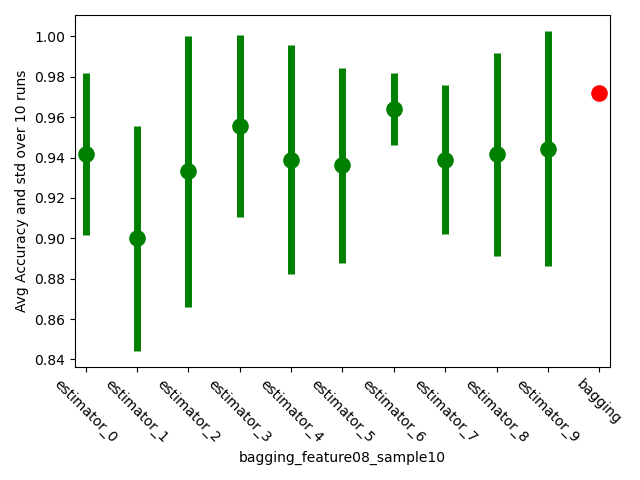 Avg Accuracy and std over 10 runs
1.00
0.98
0.96
0.94
0.92
0.90
0.88
0.86
0.84
estimator_0
estimator_1
estimator_2
estimator_3
estimator_4
estimator_5
estimator_6
estimator_7
estimator_8
estimator_9
bagging
bagging_feature08_sample10